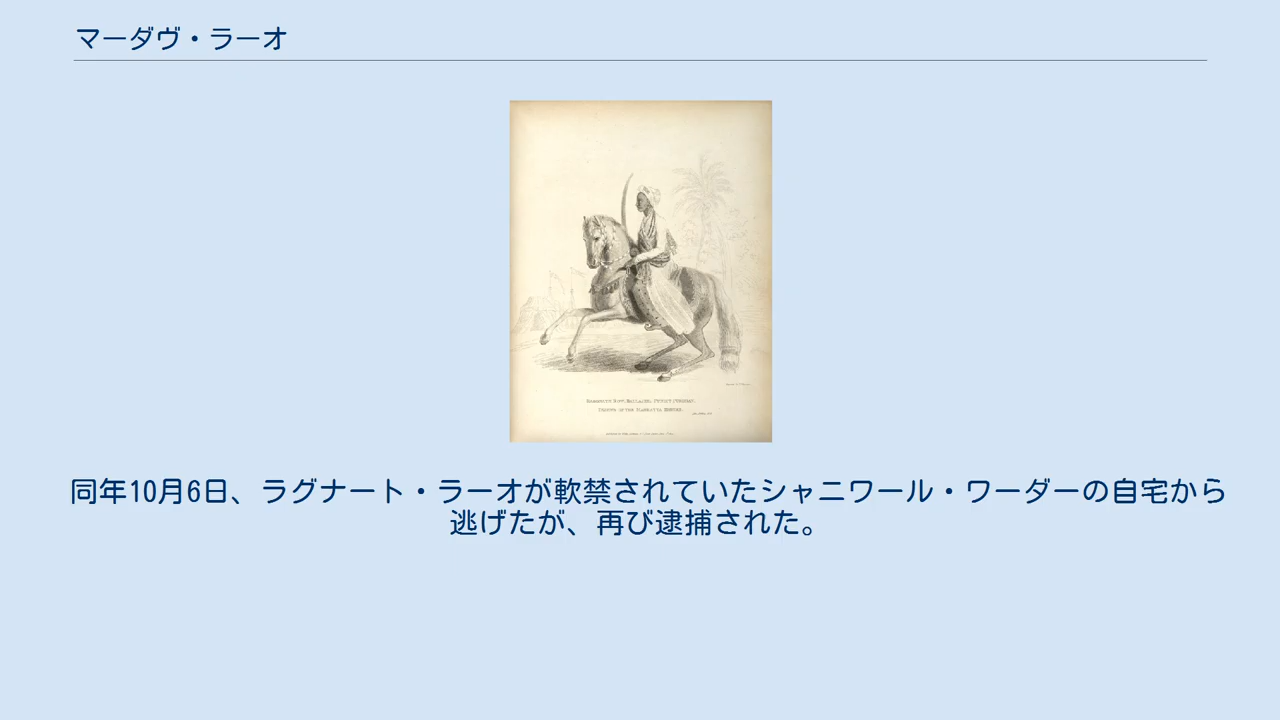 マーダヴ・ラーオ
同年10月6日、ラグナート・ラーオが軟禁されていたシャニワール・ワーダーの自宅から
逃げたが、再び逮捕された。